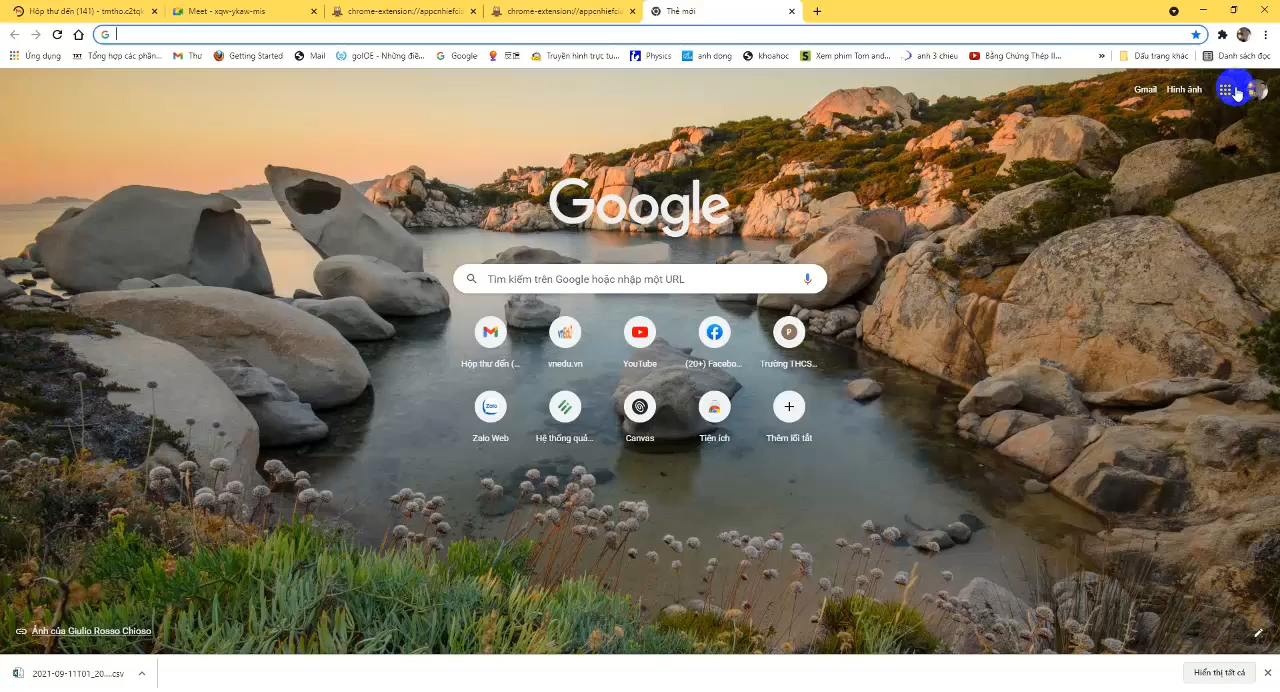 Hộp thư đến (141) - tmtho.c2tqk
Meet - xqw-ykaw-mis
chrome-extension://appcnhiefcia
chrome-extension://appcnhiefcia
Thẻ mới
Ứng dụng
Tổng hợp các phần...
Thư
Getting Started
Mail
goIOE - Những điề...
Google
Truyền hình trực tu...
Physics
anh dong
khoahoc
Xem phim Tom and...
anh 3 chieu
Bằng Chứng Thép II...
»
Dấu trang khác
Danh sách đọc
Gmail
Hình ảnh
Google
Tìm kiếm trên Google hoặc nhập một URL
Hộp thư đến (...
vnedu.vn
YouTube
(20+) Facebo...
P
Trường THCS...
Zalo
Zalo Web
Hệ thống quả...
Canvas
Tiện ích
Thêm lối tắt
Ảnh của Giulio Rosso Chioso
2021-09-11T01_20....csv
Hiển thị tất cả